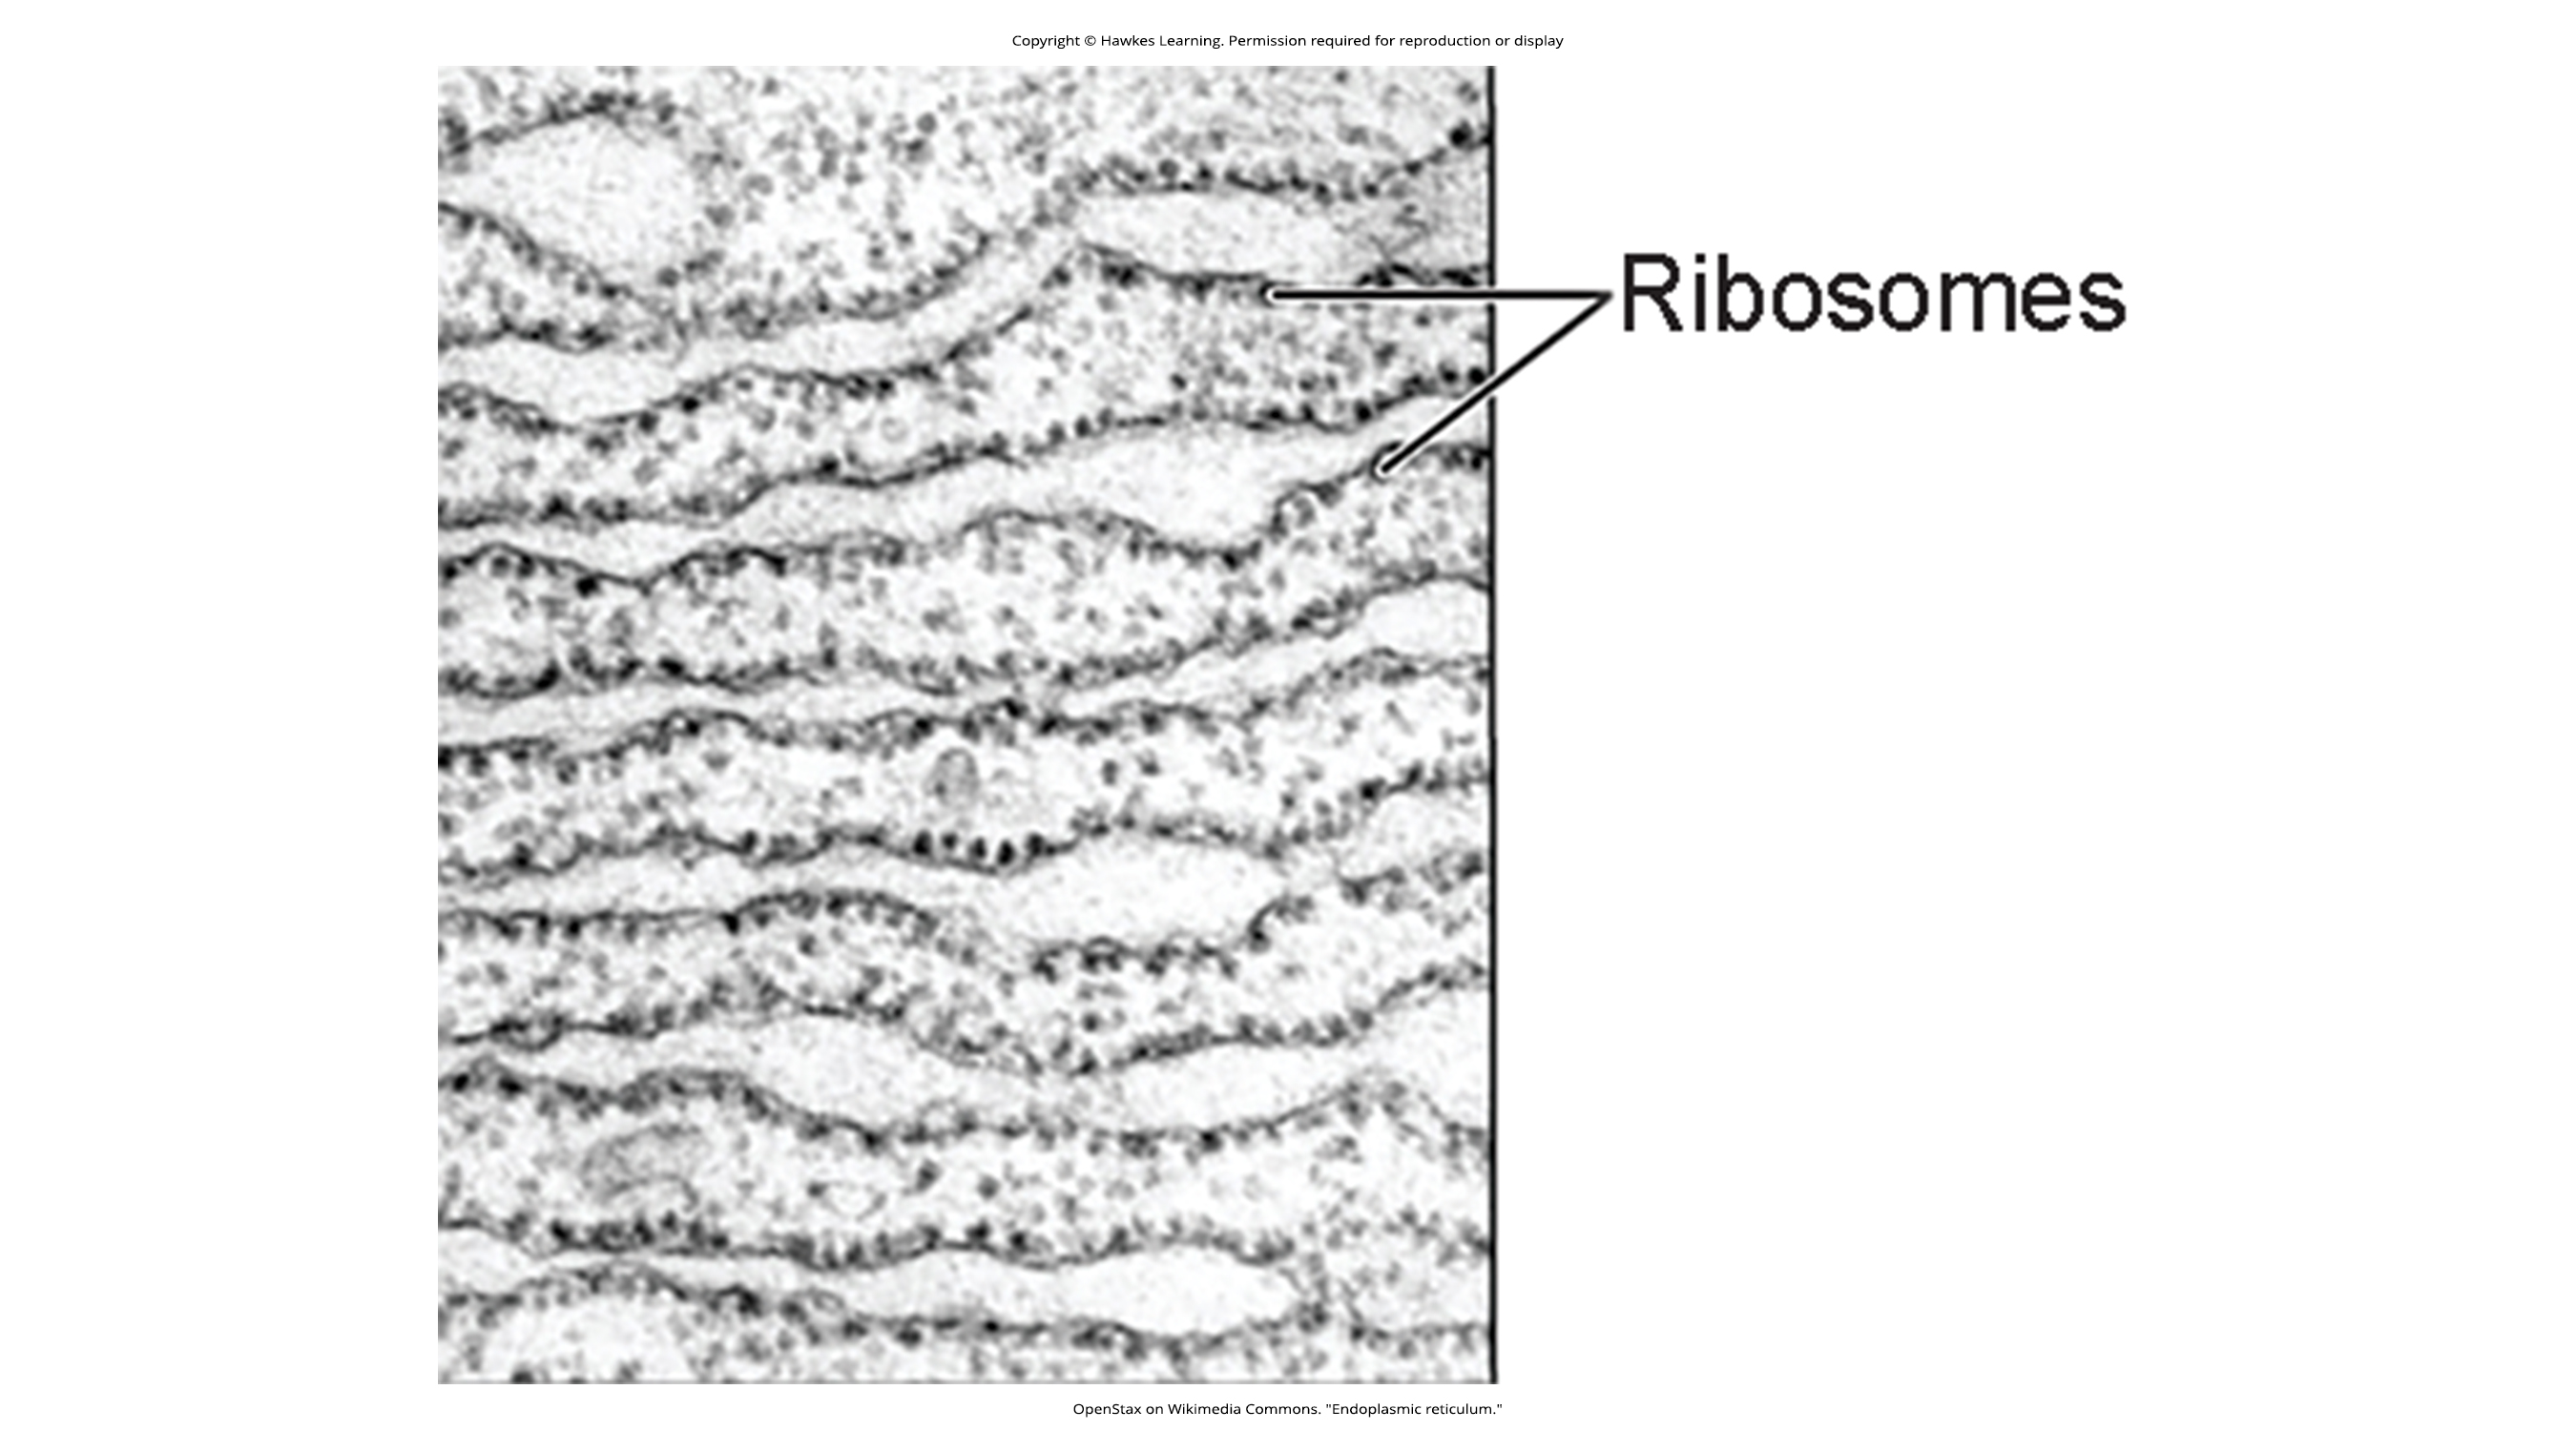 Copyright © Hawkes Learning. Permission required for reproduction or display
Ribosomes
OpenStax on Wikimedia Commons. "Endoplasmic reticulum."